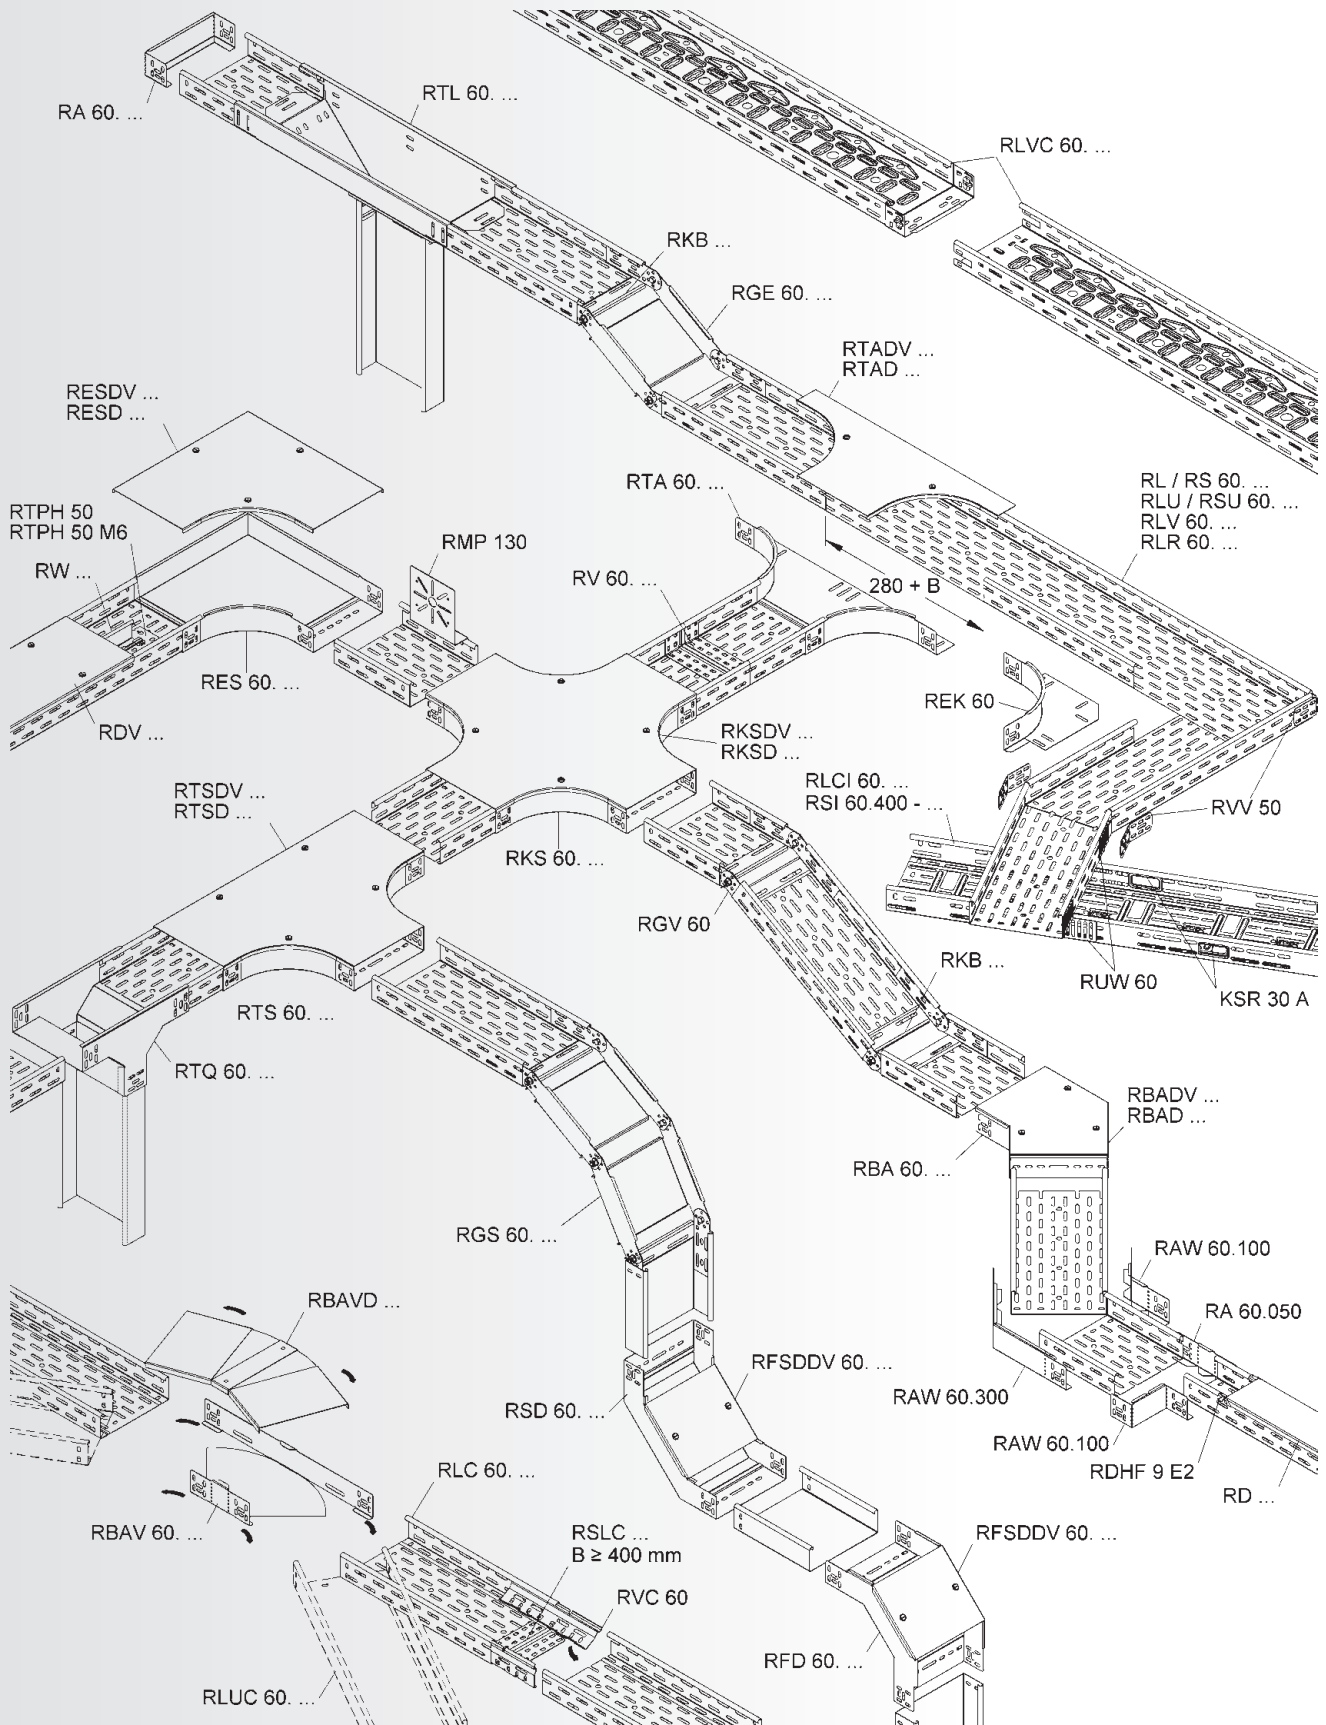 RA 60. ...
RTL 60. ...
RLVC 60. ...
RKB ...
RGE 60. ...
RTADV ...
RTAD ...
RESDV ...
RESD ...
RTA 60. ...
RL / RS 60. ...
RLU / RSU 60. ...
RLV 60. ...
RLR 60. ...
RTPH 50
RTPH 50 M6
RW ...
RMP 130
RV 60. ...
280 + B
RES 60. ...
REK 60
RDV ...
RKSDV ...
RKSD ...
RTSDV ...
RTSD ...
RLCI 60. ...
RSI 60.400 - ...
RVV 50
RKS 60. ...
RGV 60
RKB ...
RUW 60
KSR 30 A
RTS 60. ...
RTQ 60. ...
RBADV ...
RBAD ...
RBA 60. ...
RGS 60. ...
RAW 60.100
RBAVD ...
RA 60.050
RFSDDV 60. ...
RSD 60. ...
RAW 60.300
RAW 60.100
RDHF 9 E2
RD ...
RLC 60. ...
RBAV 60. ...
RSLC ...
B ≥ 400 mm
RVC 60
RFSDDV 60. ...
RFD 60. ...
RLUC 60. ...